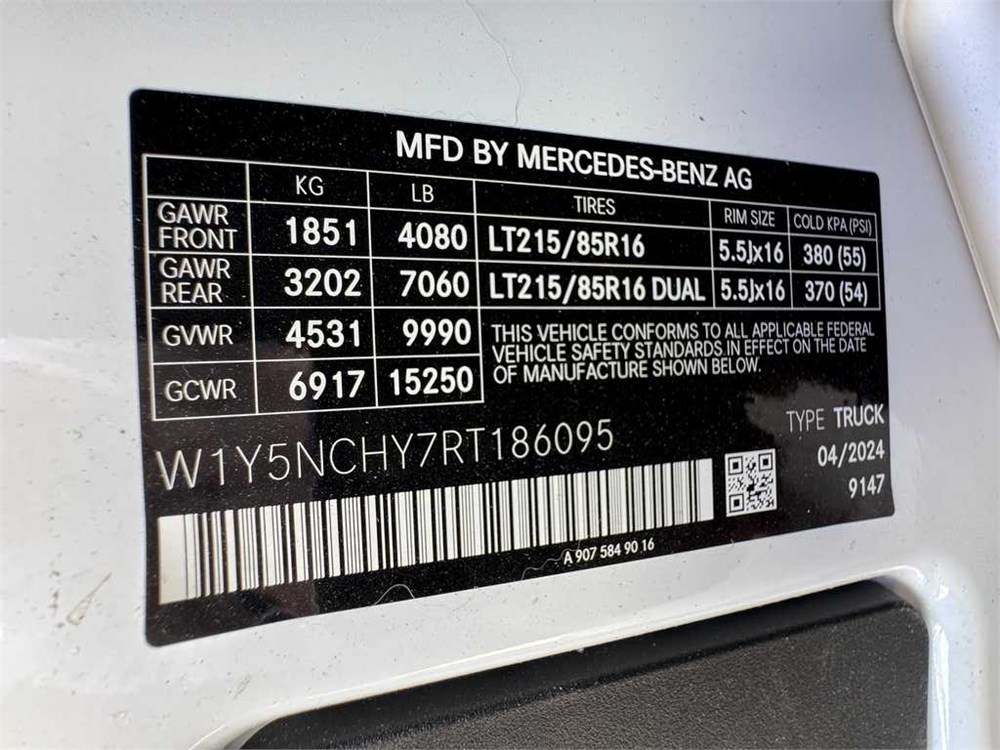 MFD BY MERCEDES-BENZ AG
KG LB TIRES RIM SIZE COLD KPA (PSI)
GAWR FRONT 1851 4080 LT215/85R16 5.5Jx16 380 (55)
GAWR REAR 3202 7060 LT215/85R16 DUAL 5.5Jx16 370 (54)
GVWR 4531 9990
GCWR 6917 15250
THIS VEHICLE CONFORMS TO ALL APPLICABLE FEDERAL
VEHICLE SAFETY STANDARDS IN EFFECT ON THE DATE
OF MANUFACTURE SHOWN BELOW.
W1Y5NCHY7RT186095
TYPE TRUCK
04/2024
9147
A 907 584 90 16